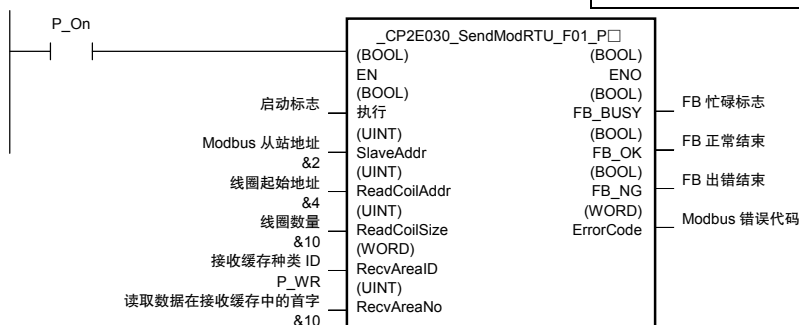 P_On
_CP2E030_SendModRTU_F01_P□
(BOOL) (BOOL)
EN ENO
(BOOL) (BOOL)
启动标志 执行 FB_BUSY FB 忙碌标志
(UINT) (BOOL)
Modbus 从站地址 SlaveAddr FB_OK FB 正常结束
&2
(UINT) (BOOL)
线圈起始地址 ReadCoilAddr FB_NG FB 出错结束
&4
(UINT) (WORD)
线圈数量 ReadCoilSize ErrorCode Modbus 错误代码
&10
(WORD)
接收缓存种类 ID RecvAreaID
P_WR
(UINT)
读取数据在接收缓存中的首字 RecvAreaNo
&10